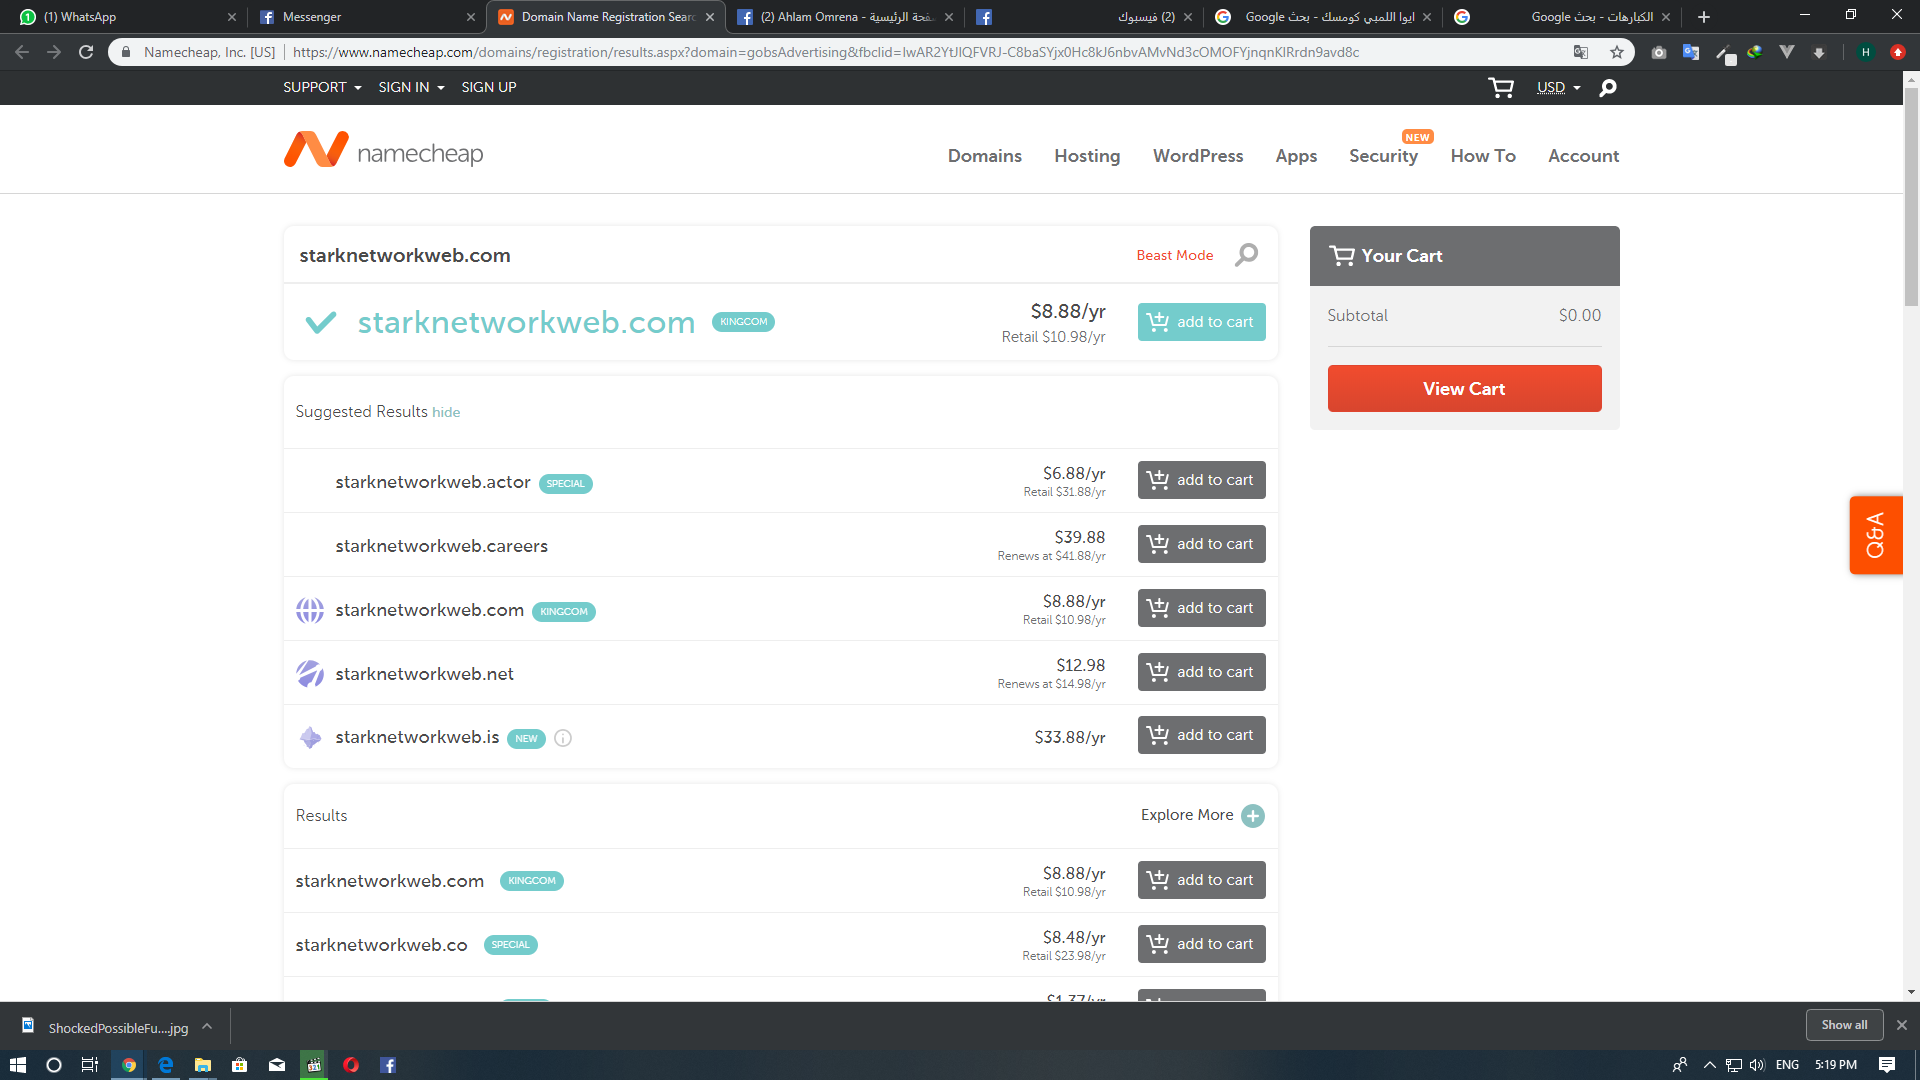 (1) WhatsApp
Messenger
Domain Name Registration Searc
(2) Ahlam Omrena - الصفحة الرئيسية
(2) فيسبوك
ايوا اللمبي كومسك - بحث Google
الكبارهات - بحث Google
Namecheap, Inc. [US] | https://www.namecheap.com/domains/registration/results.aspx?domain=gobsAdvertising&fbclid=
SUPPORT SIGN IN SIGN UP
USD
namecheap
Domains Hosting WordPress Apps Security NEW How To Account
starknetworkweb.com Beast Mode
starknetworkweb.com KINGCOM $8.88/yr add to cart
Retail $10.98/yr
Your Cart
Subtotal $0.00
View Cart
Suggested Results hide
starknetworkweb.actor SPECIAL $6.88/yr add to cart
Retail $31.88/yr
starknetworkweb.careers $39.88 add to cart
Renews at $41.88/yr
starknetworkweb.com KINGCOM $8.88/yr add to cart
Retail $10.98/yr
starknetworkweb.net $12.98 add to cart
Renews at $14.98/yr
starknetworkweb.is NEW $33.88/yr add to cart
Q&A
Results Explore More
starknetworkweb.com KINGCOM $8.88/yr add to cart
Retail $10.98/yr
starknetworkweb.co SPECIAL $8.48/yr add to cart
Retail $23.98/yr
$1.37/yr
ShockedPossibleFu....jpg
Show all
ENG 5:19 PM